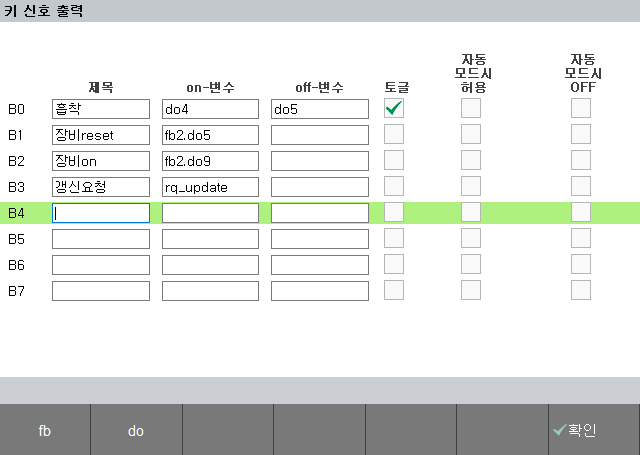 키 신호 출력
제목 on-변수 off-변수 토글 자동 모드시 허용 자동 모드시 OFF
B0 흡착 do4 do5
B1 장비reset fb2.do5
B2 장비on fb2.do9
B3 갱신요청 rq_update
B4
B5
B6
B7
fb do 확인